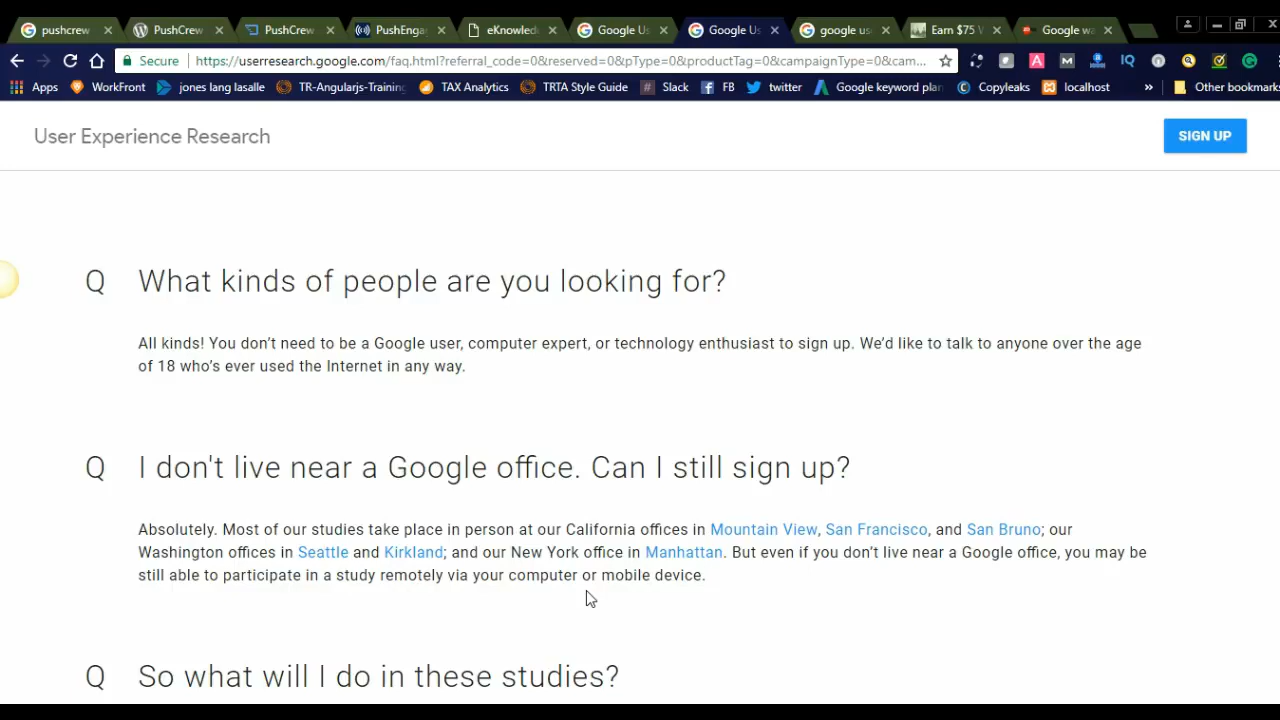 pushcrew
PushCrew
PushCrew
PushEnga
eKnowled
Google Us
Google Us
google us
Earn $75 V
Google wa
Secure https://userresearch.google.com/faq.html?referral_code=0&reserved=0&pType=0&productTag=0&campaignType=0&cam...
Apps WorkFront jones lang lasalle TR-Angularjs-Training TAX Analytics TRTA Style Guide Slack FB twitter Google keyword plan Copyleaks localhost » Other bookmarks
User Experience Research
SIGN UP
Q What kinds of people are you looking for?
All kinds! You don't need to be a Google user, computer expert, or technology enthusiast to sign up. We'd like to talk to anyone over the age
of 18 who's ever used the Internet in any way.
Q I don't live near a Google office. Can I still sign up?
Absolutely. Most of our studies take place in person at our California offices in Mountain View, San Francisco, and San Bruno; our
Washington offices in Seattle and Kirkland; and our New York office in Manhattan. But even if you don't live near a Google office, you may be
still able to participate in a study remotely via your computer or mobile device.
Q So what will I do in these studies?